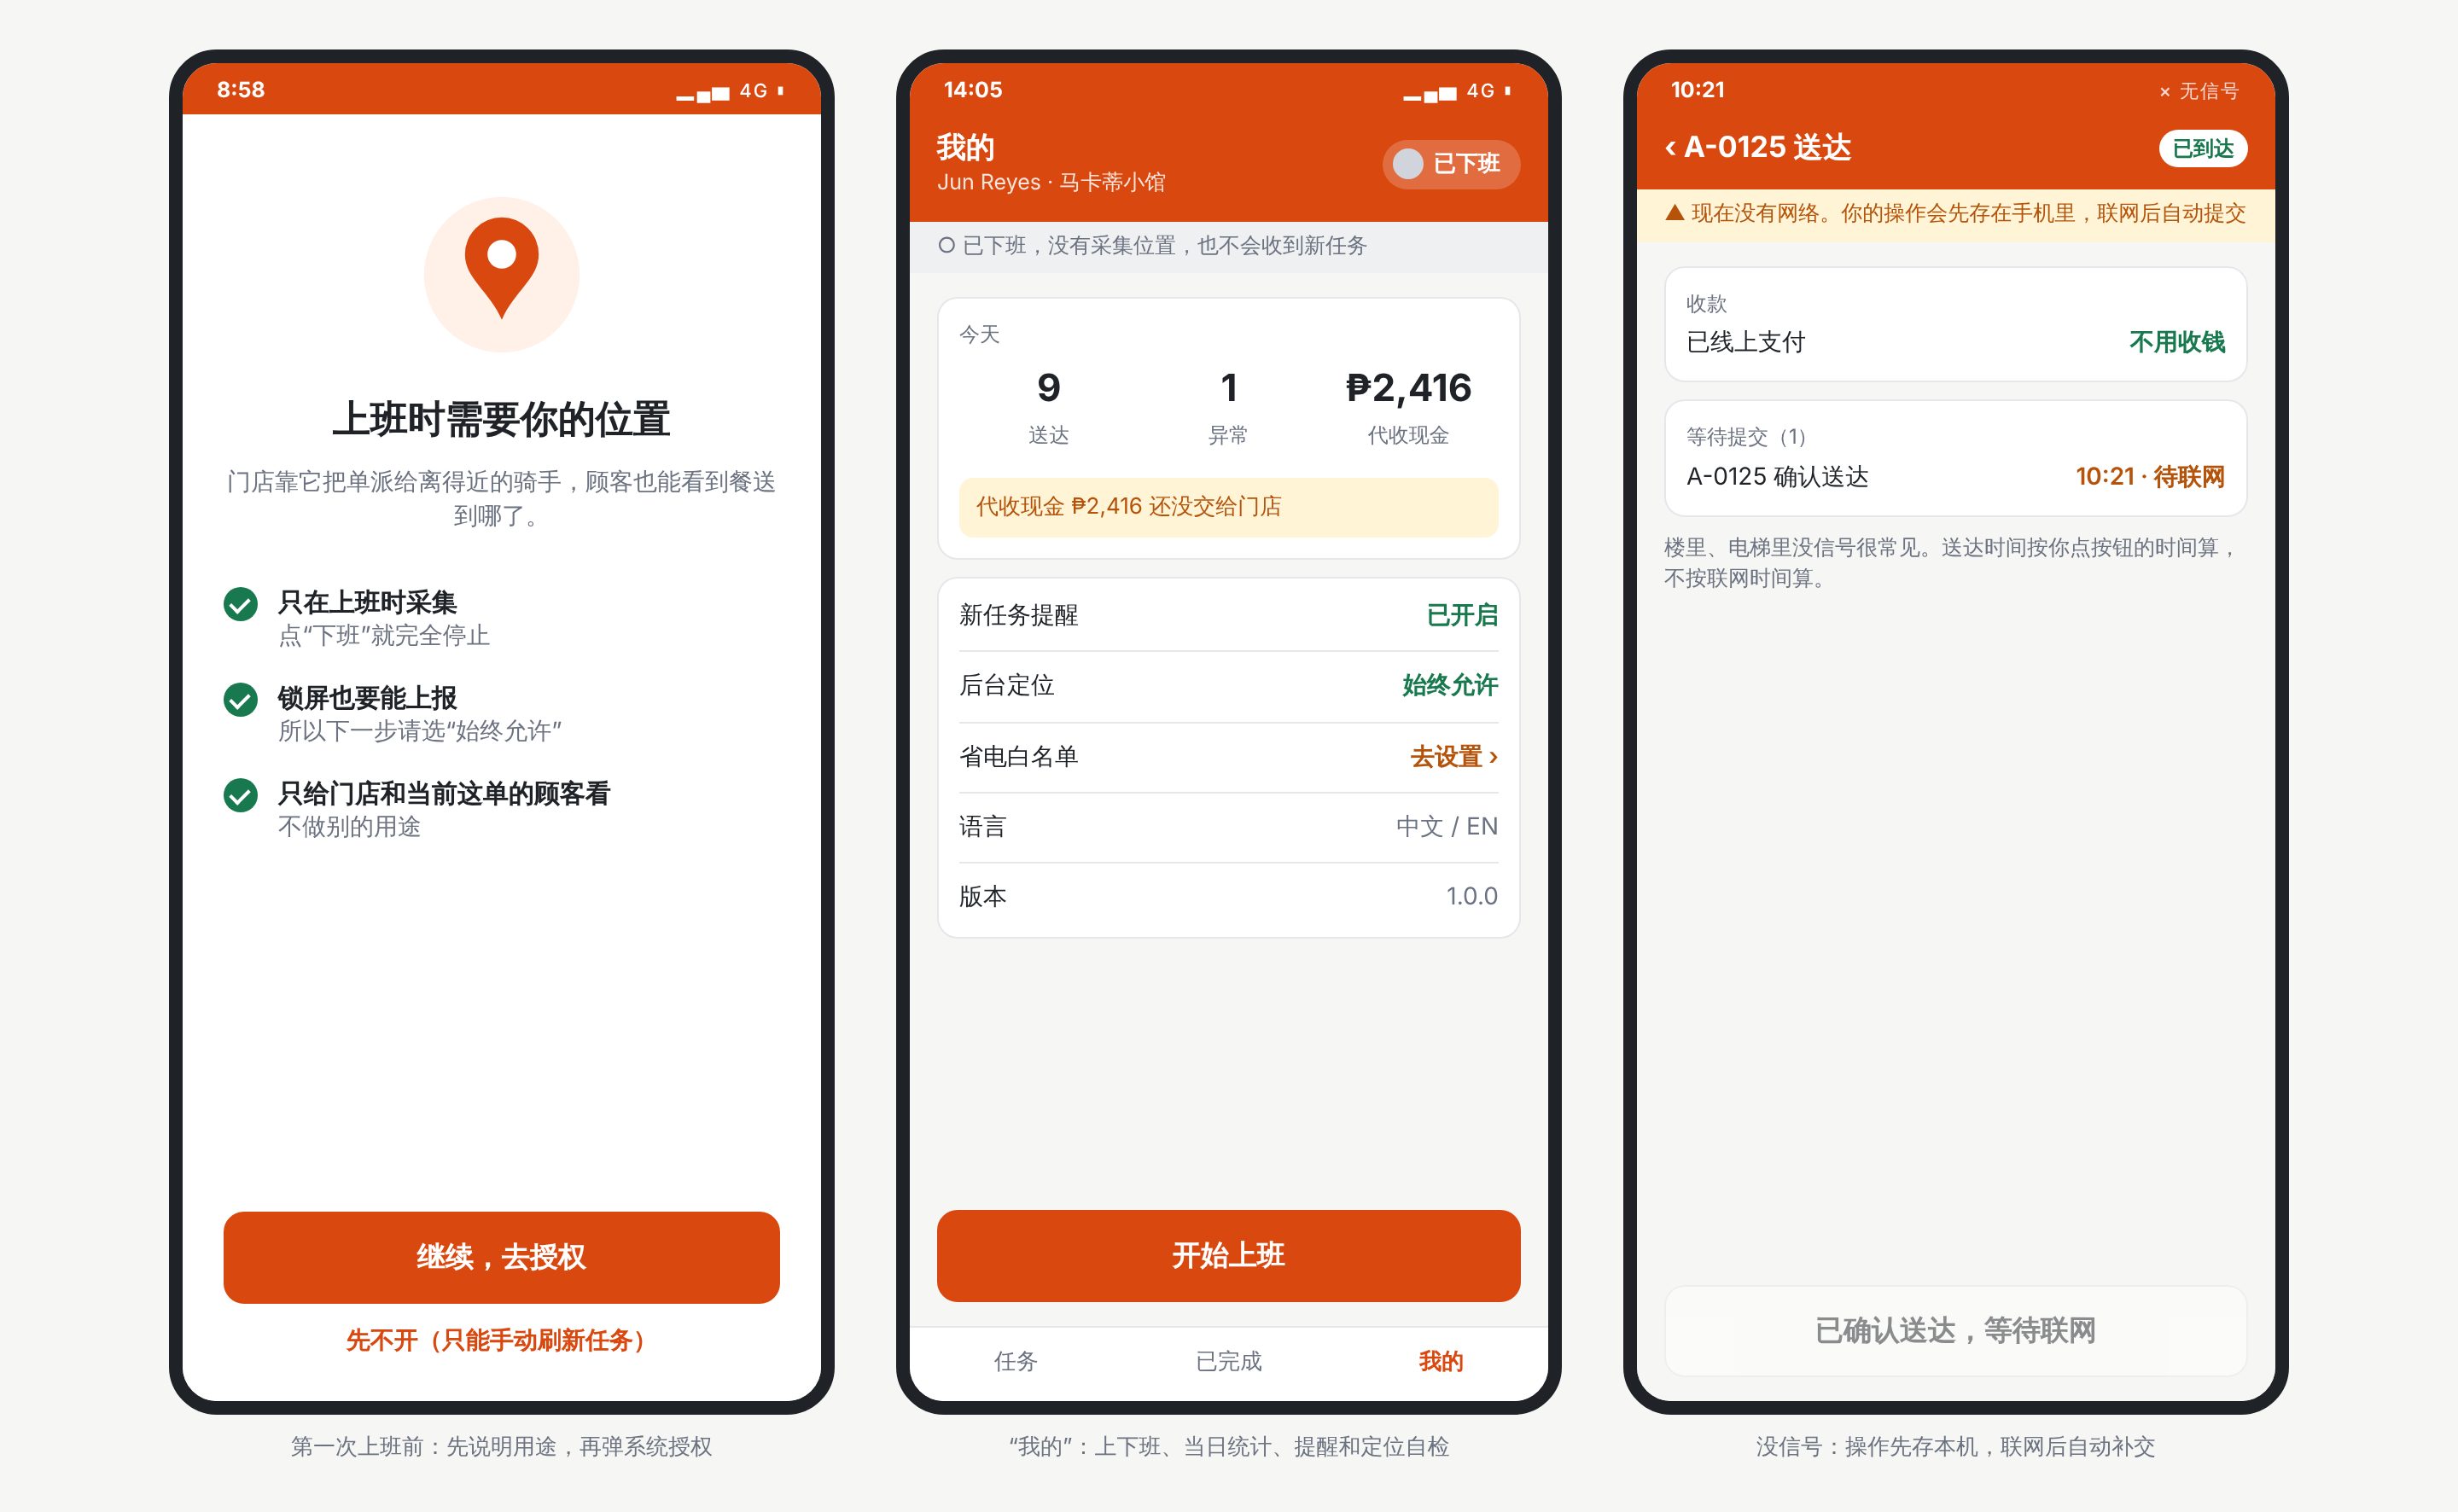 8:58
4G
上班时需要你的位置
门店靠它把单派给离得近的骑手，顾客也能看到餐送
到哪了。
只在上班时采集
点“下班”就完全停止
锁屏也要能上报
所以下一步请选“始终允许”
只给门店和当前这单的顾客看
不做别的用途
继续，去授权
先不开（只能手动刷新任务）
第一次上班前：先说明用途，再弹系统授权
14:05
4G
我的
Jun Reyes · 马卡蒂小馆
已下班
已下班，没有采集位置，也不会收到新任务
今天
9
1
₱2,416
送达
异常
代收现金
代收现金 ₱2,416 还没交给门店
新任务提醒
已开启
后台定位
始终允许
省电白名单
去设置 ›
语言
中文 / EN
版本
1.0.0
开始上班
任务
已完成
我的
“我的”：上下班、当日统计、提醒和定位自检
10:21
× 无信号
‹ A-0125 送达
已到达
▲ 现在没有网络。你的操作会先存在手机里，联网后自动提交
收款
已线上支付
不用收钱
等待提交（1）
A-0125 确认送达
10:21 · 待联网
楼里、电梯里没信号很常见。送达时间按你点按钮的时间算，
不按联网时间算。
已确认送达，等待联网
没信号：操作先存本机，联网后自动补交